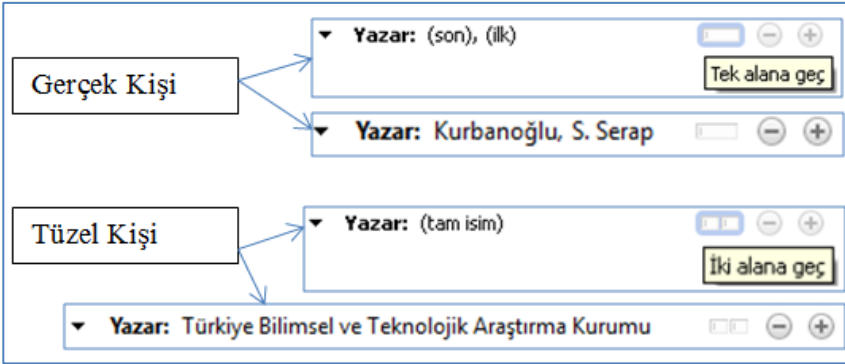 Yazar: (son), (ilk)
Tek alana geç
Gerçek Kişi
Yazar: Kurbanoğlu, S. Serap
Yazar: (tam isim)
Tüzel Kişi
İki alana geç
Yazar: Türkiye Bilimsel ve Teknolojik Araştırma Kurumu